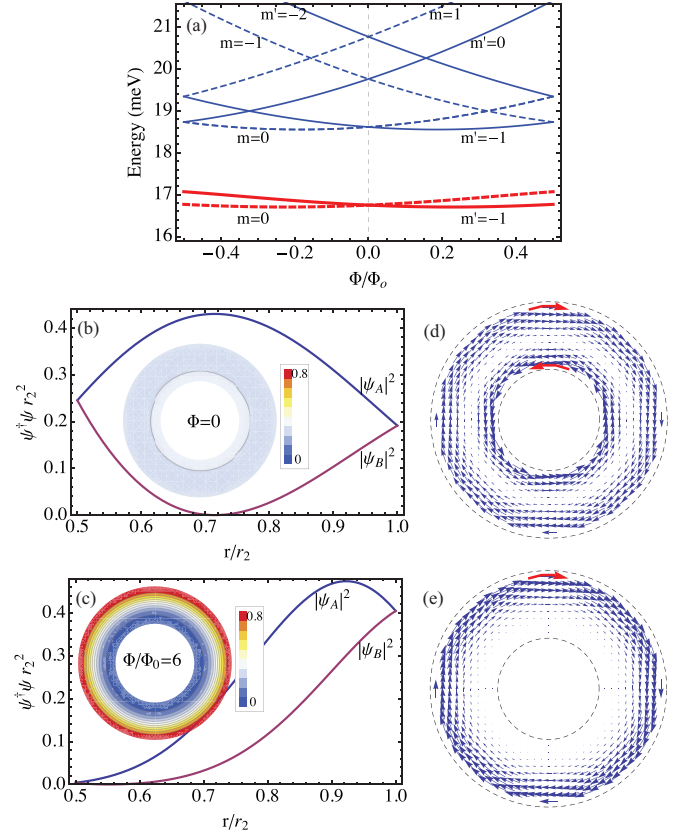 21
20
19
18
17
16
Energy (meV)
(a)
m'=−2
m=1
m=−1
m'=0
m=0
m'=−1
m=0
m'=−1
−0.4
−0.2
0.0
0.2
0.4
Φ/Φo
(b)
0.4
0.3
0.2
0.1
0.0
ψ†ψ r₂²
Φ=0
0.8
0
|ψA|²
|ψB|²
0.5
0.6
0.7
0.8
0.9
1.0
r/r₂
(d)
(c)
0.4
0.3
0.2
0.1
0.0
ψ†ψ r₂²
Φ/Φ₀=6
0.8
0
|ψA|²
|ψB|²
0.5
0.6
0.7
0.8
0.9
1.0
r/r₂
(e)